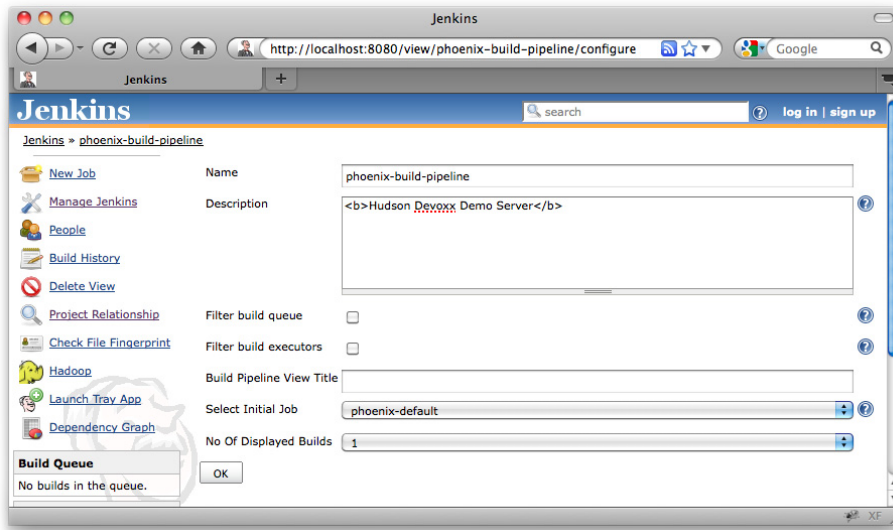 Jenkins
http://localhost:8080/view/phoenix-build-pipeline/configure
Google
Jenkins
+
Jenkins
search
log in | sign up
Jenkins » phoenix-build-pipeline
New Job
Manage Jenkins
People
Build History
Delete View
Project Relationship
Check File Fingerprint
Hadoop
Launch Tray App
Dependency Graph
Build Queue
No builds in the queue.
Name
phoenix-build-pipeline
Description
<b>Hudson Devoxx Demo Server</b>
Filter build queue
Filter build executors
Build Pipeline View Title
Select Initial Job
phoenix-default
No Of Displayed Builds
1
OK
XF